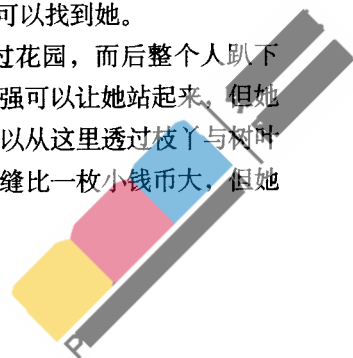 可以找到她。
过花园，而后整个人趴下
强可以让她站起来，但她
以从这里透过枝丫与树叶
缝比一枚小钱币大，但她